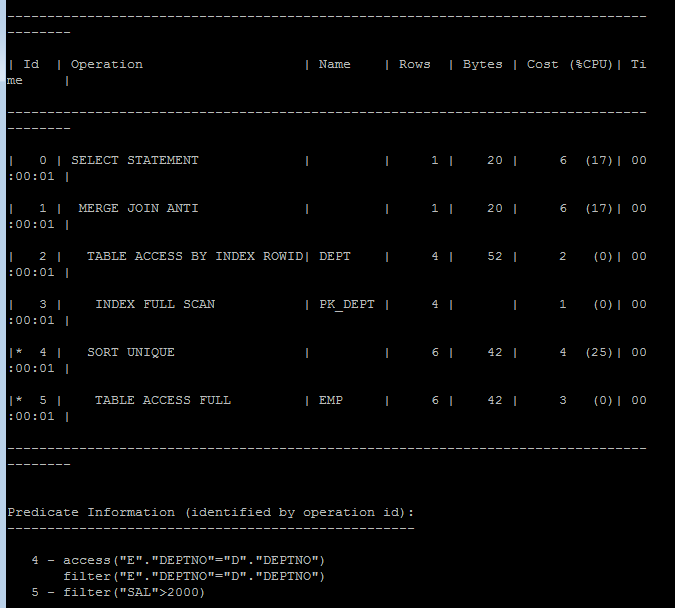 --------------------------------------------------------------------------------
--------
| Id  | Operation                    | Name    | Rows  | Bytes | Cost (%CPU)| Ti
me     |
--------------------------------------------------------------------------------
--------
|   0 | SELECT STATEMENT             |         |     1 |    20 |     6  (17)| 00
:00:01 |
|   1 |  MERGE JOIN ANTI             |         |     1 |    20 |     6  (17)| 00
:00:01 |
|   2 |   TABLE ACCESS BY INDEX ROWID| DEPT    |     4 |    52 |     2   (0)| 00
:00:01 |
|   3 |    INDEX FULL SCAN           | PK_DEPT |     4 |       |     1   (0)| 00
:00:01 |
|*  4 |   SORT UNIQUE                |         |     6 |    42 |     4  (25)| 00
:00:01 |
|*  5 |    TABLE ACCESS FULL         | EMP     |     6 |    42 |     3   (0)| 00
:00:01 |
--------------------------------------------------------------------------------
--------
Predicate Information (identified by operation id):
---------------------------------------------------
   4 - access("E"."DEPTNO"="D"."DEPTNO")
       filter("E"."DEPTNO"="D"."DEPTNO")
   5 - filter("SAL">2000)